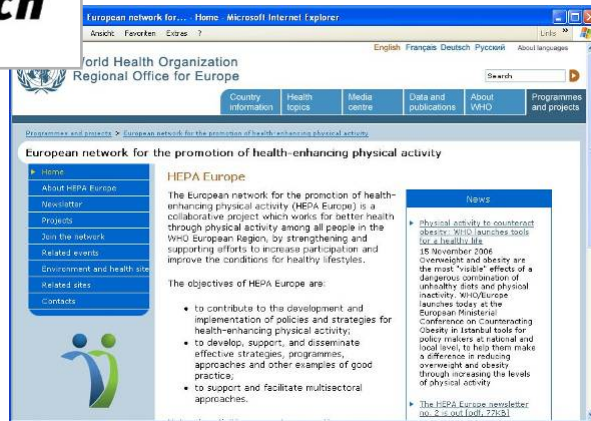 ch
European network for... - Home - Microsoft Internet Explorer
Ansicht Favoriten Extras ?
Links »
English Français Deutsch Русский About languages
World Health Organization
Regional Office for Europe
Search
Country information
Health topics
Media centre
Data and publications
About WHO
Programmes and projects
Programmes and projects > European network for the promotion of health-enhancing physical activity
European network for the promotion of health-enhancing physical activity
Home
About HEPA Europe
Newsletter
Projects
Join the network
Related events
Environment and health site
Related sites
Contacts
HEPA Europe
The European network for the promotion of health-
enhancing physical activity (HEPA Europe) is a
collaborative project which works for better health
through physical activity among all people in the
WHO European Region, by strengthening and
supporting efforts to increase participation and
improve the conditions for healthy lifestyles.
The objectives of HEPA Europe are:
• to contribute to the development and
implementation of policies and strategies for
health-enhancing physical activity;
• to develop, support, and disseminate
effective strategies, programmes,
approaches and other examples of good
practice;
• to support and facilitate multisectoral
approaches.
News
Physical activity to counteract
obesity: WHO launches tools
for a healthy life
15 November 2006
Overweight and obesity are
the most "visible" effects of a
dangerous combination of
unhealthy diets and physical
inactivity. WHO/Europe
launches today at the
European Ministerial
Conference on Counteracting
Obesity in Istanbul tools for
policy makers at national and
local level, to help them make
a difference in reducing
overweight and obesity
through increasing the levels
of physical activity
The HEPA Europe newsletter
no. 2 is out [pdf, 77KB]